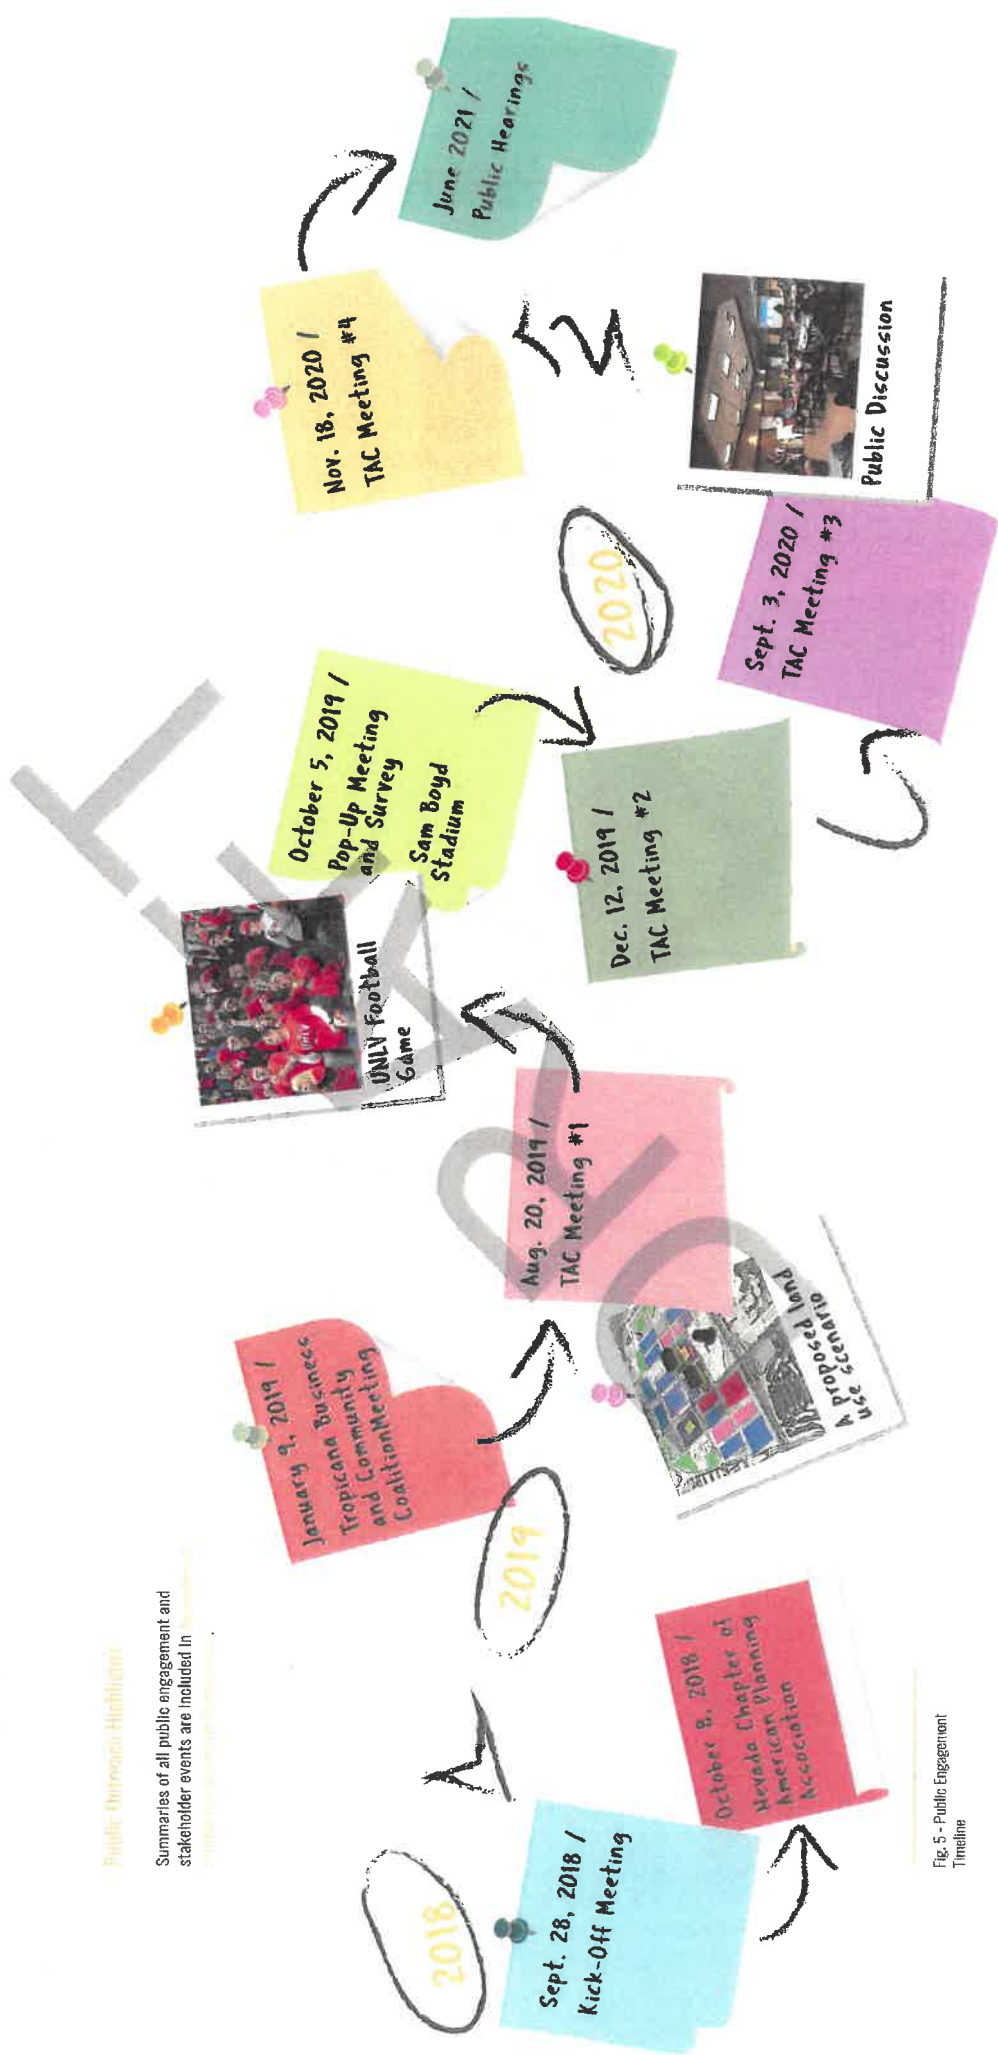 Public Outreach Highlights
Summaries of all public engagement and
stakeholder events are Included In
2018
Sept. 28, 2018 /
Kick-Off Meeting
October 8, 2018 /
Nevada Chapter of
American Planning
Association
2019
January 9, 2019 /
Tropicana Business
and Community
CoalitionMeeting
A proposed land
use scenario
Aug. 20, 2019 /
TAC Meeting #1
UNLV Football
Game
October 5, 2019 /
Pop-Up Meeting
and Survey
Sam Boyd
Stadium
Dec. 12, 2019 /
TAC Meeting #2
2020
Sept. 3, 2020 /
TAC Meeting #3
Public Discussion
Nov. 18, 2020 /
TAC Meeting #4
June 2021 /
Public Hearings
Fig. 5 - Public Engagement
Timeline
DRAFT